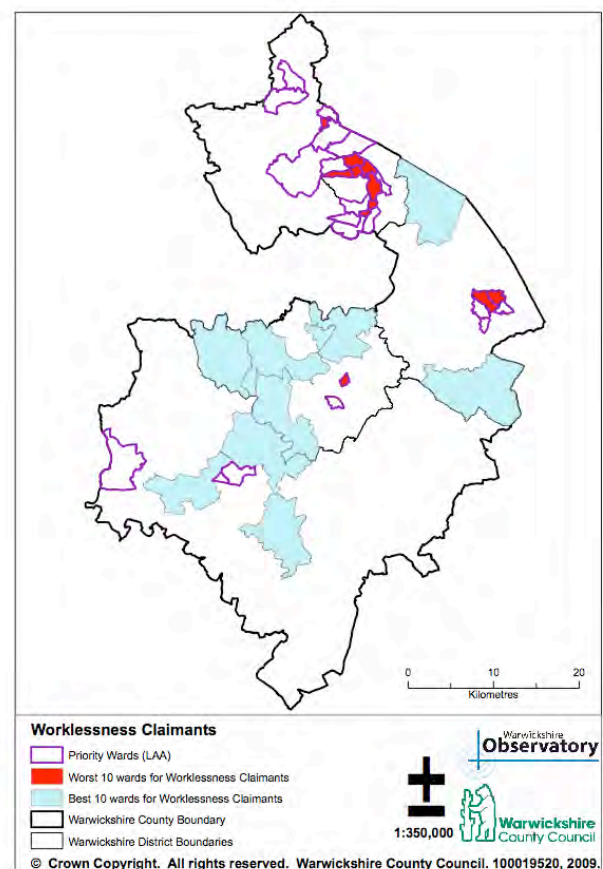 0 10 20
Kilometres
Worklessness Claimants
Priority Wards (LAA)
Worst 10 wards for Worklessness Claimants
Best 10 wards for Worklessness Claimants
Warwickshire County Boundary
Warwickshire District Boundaries
1:350,000
Warwickshire
Observatory
Warwickshire
County Council
© Crown Copyright. All rights reserved. Warwickshire County Council. 100019520, 2009.